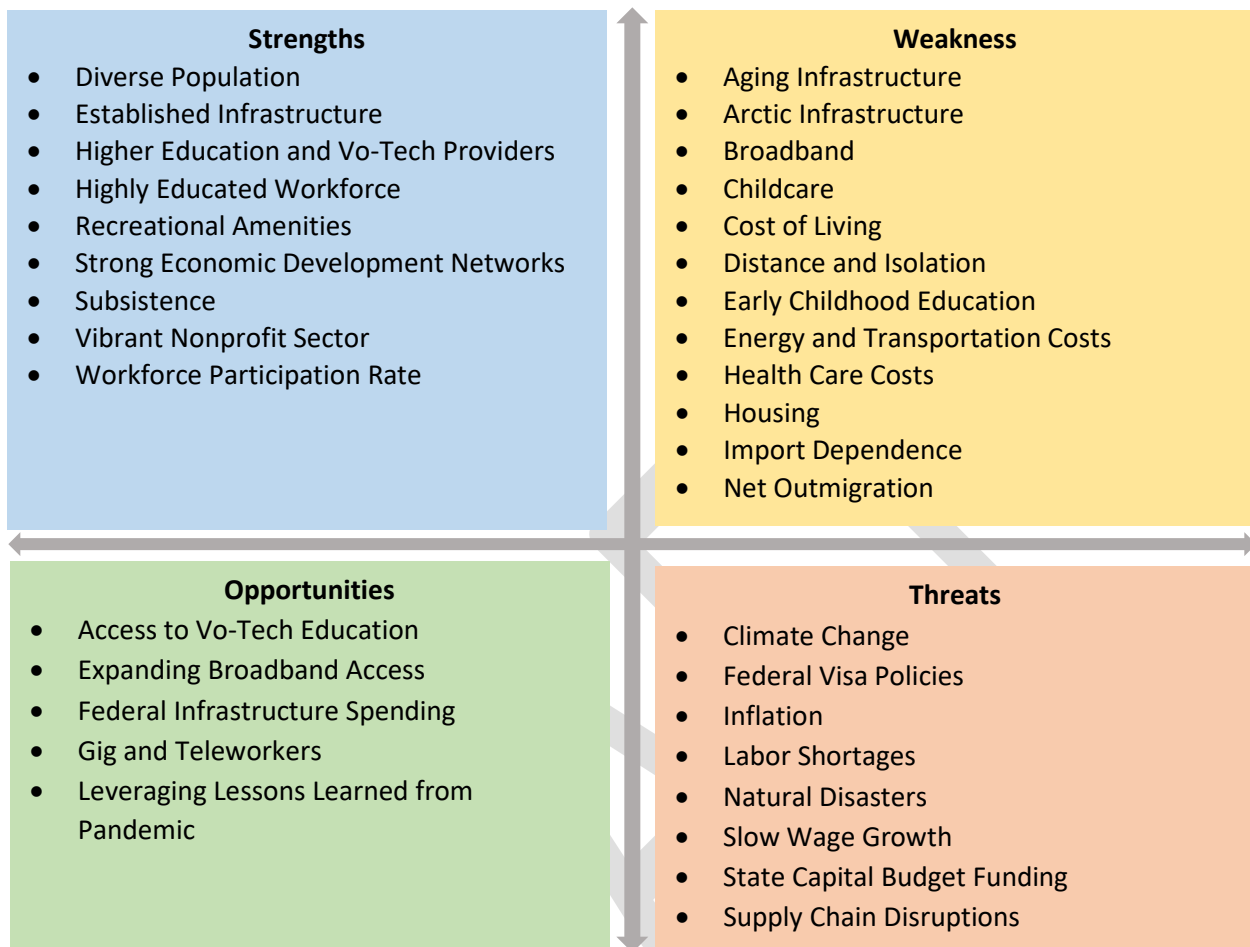 Strengths
• Diverse Population
• Established Infrastructure
• Higher Education and Vo-Tech Providers
• Highly Educated Workforce
• Recreational Amenities
• Strong Economic Development Networks
• Subsistence
• Vibrant Nonprofit Sector
• Workforce Participation Rate
Weakness
• Aging Infrastructure
• Arctic Infrastructure
• Broadband
• Childcare
• Cost of Living
• Distance and Isolation
• Early Childhood Education
• Energy and Transportation Costs
• Health Care Costs
• Housing
• Import Dependence
• Net Outmigration
Opportunities
• Access to Vo-Tech Education
• Expanding Broadband Access
• Federal Infrastructure Spending
• Gig and Teleworkers
• Leveraging Lessons Learned from
Pandemic
Threats
• Climate Change
• Federal Visa Policies
• Inflation
• Labor Shortages
• Natural Disasters
• Slow Wage Growth
• State Capital Budget Funding
• Supply Chain Disruptions